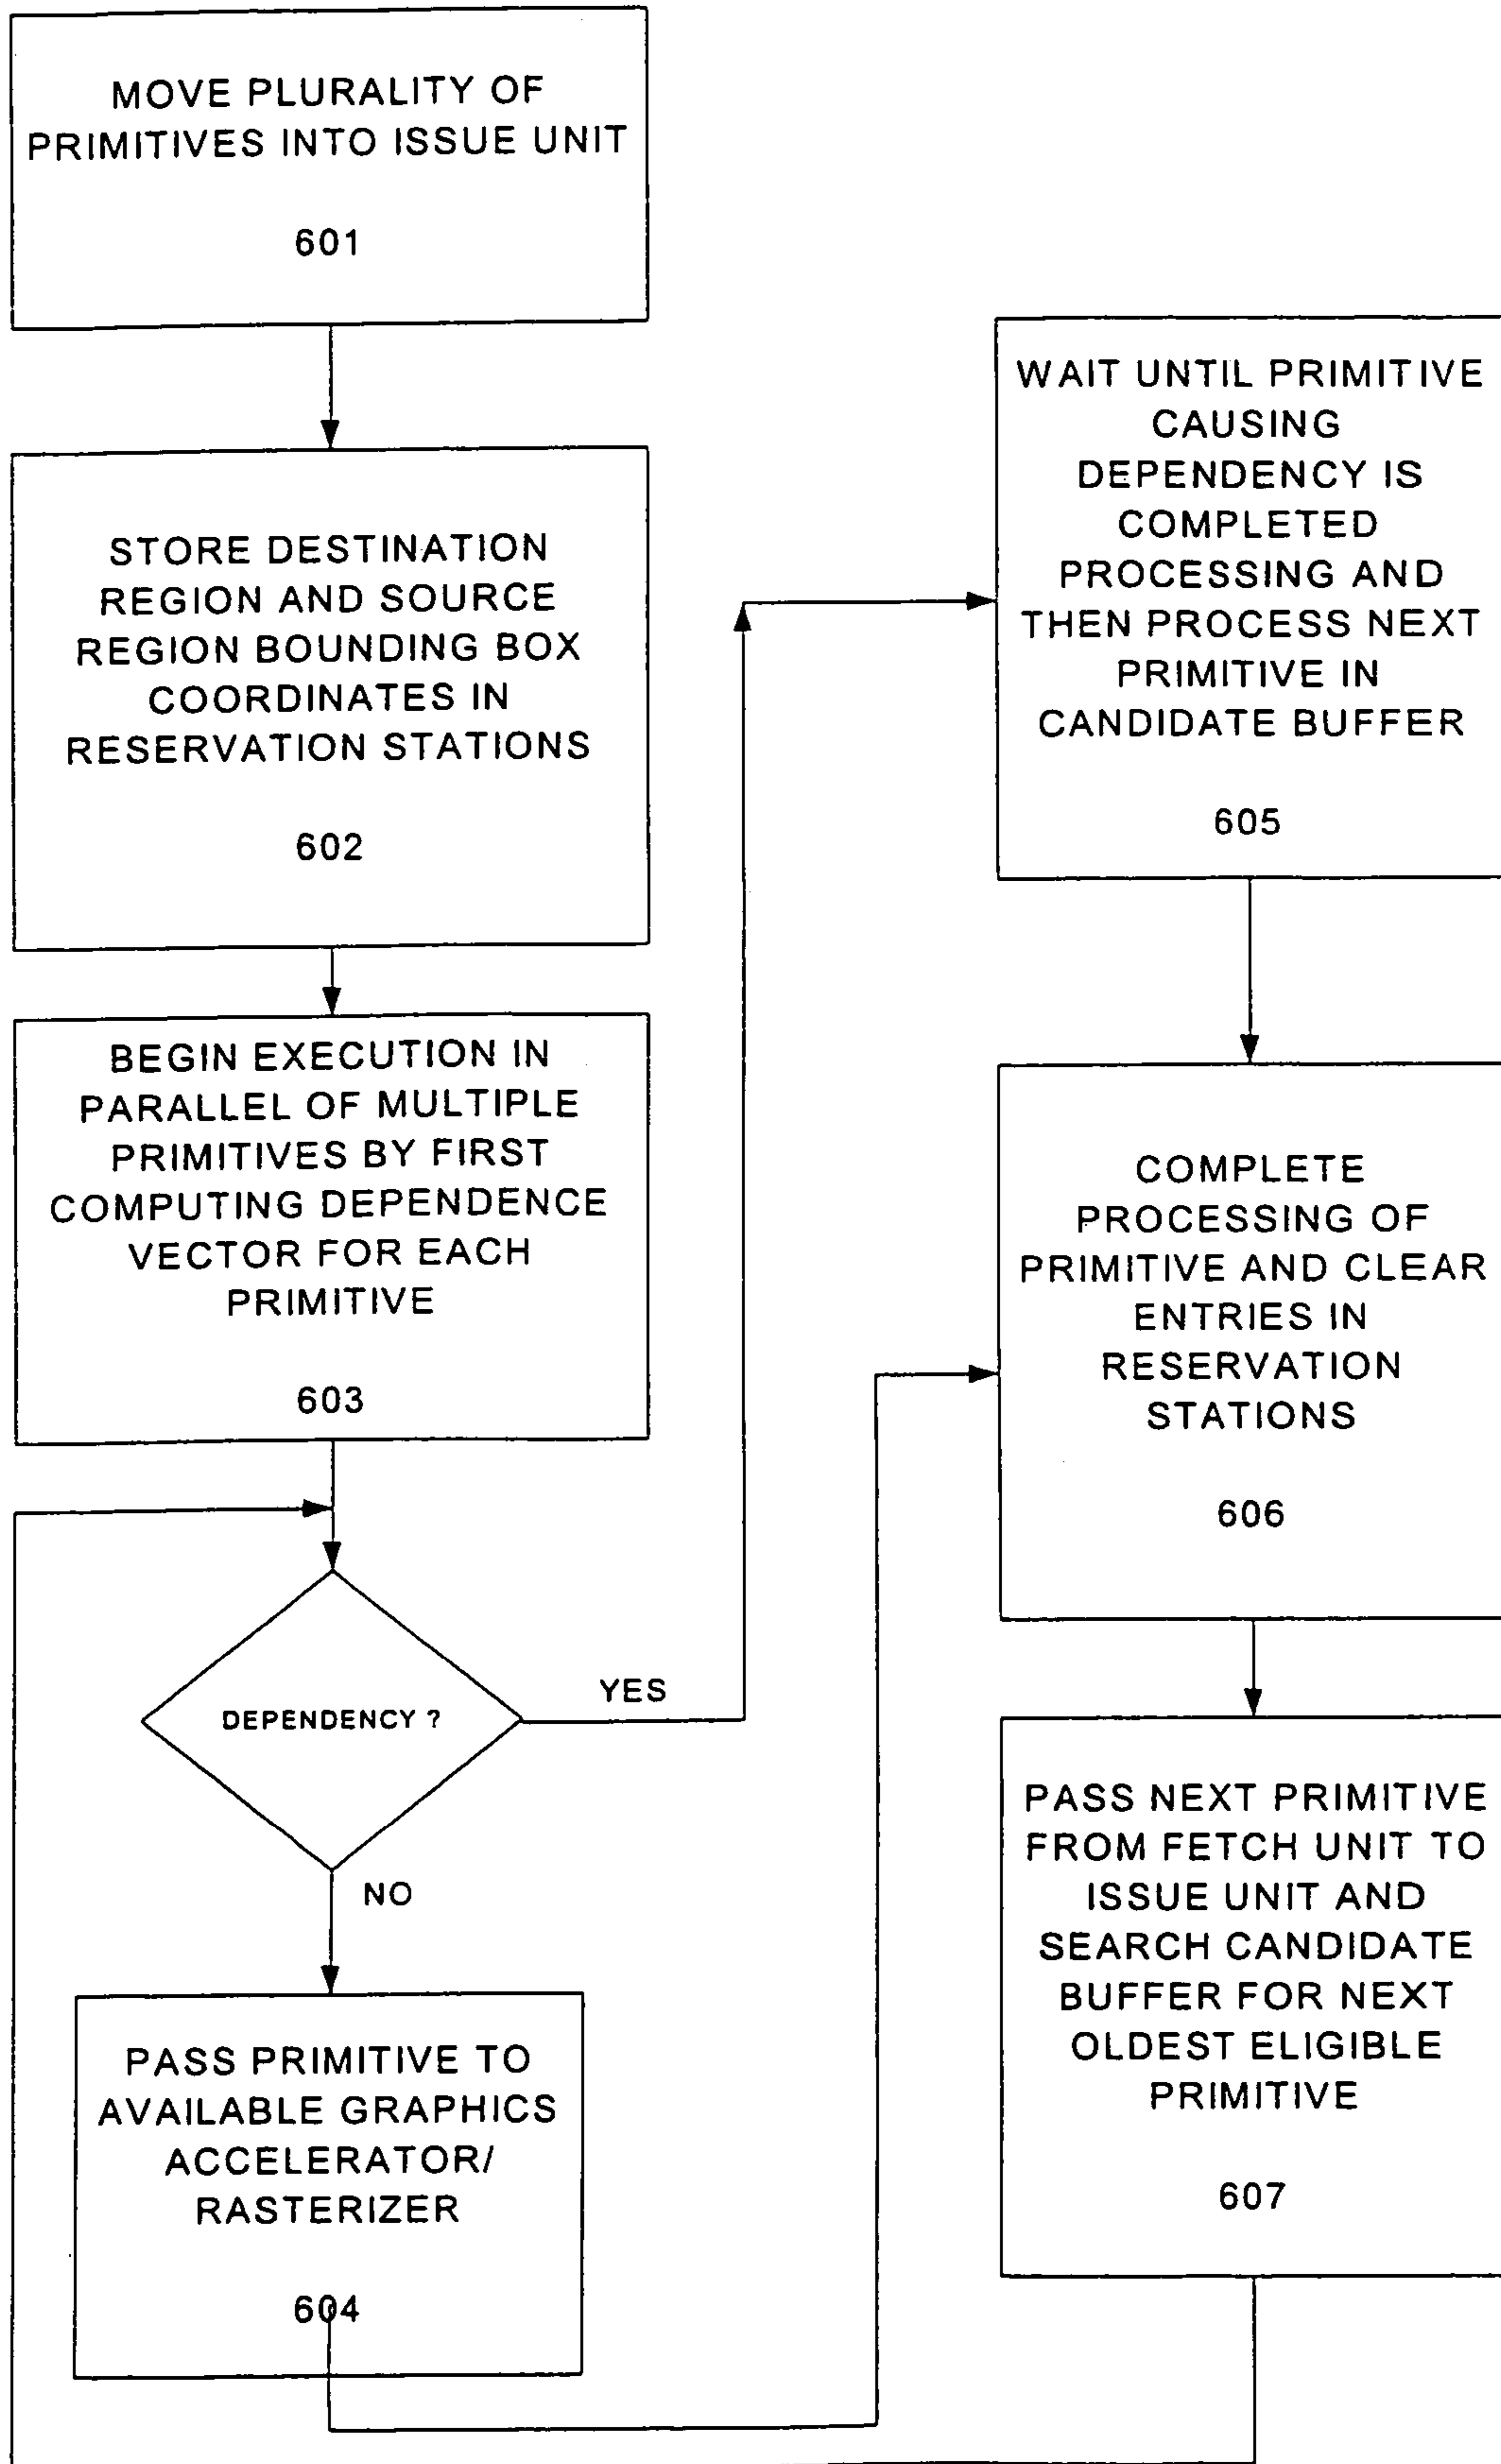 MOVE PLURALITY OF
PRIMITIVES INTO ISSUE UNIT
601
STORE DESTINATION
REGION AND SOURCE
REGION BOUNDING BOX
COORDINATES IN
RESERVATION STATIONS
602
BEGIN EXECUTION IN
PARALLEL OF MULTIPLE
PRIMITIVES BY FIRST
COMPUTING DEPENDENCE
VECTOR FOR EACH
PRIMITIVE
603
DEPENDENCY ?
YES
NO
PASS PRIMITIVE TO
AVAILABLE GRAPHICS
ACCELERATOR/
RASTERIZER
604
WAIT UNTIL PRIMITIVE
CAUSING
DEPENDENCY IS
COMPLETED
PROCESSING AND
THEN PROCESS NEXT
PRIMITIVE IN
CANDIDATE BUFFER
605
COMPLETE
PROCESSING OF
PRIMITIVE AND CLEAR
ENTRIES IN
RESERVATION
STATIONS
606
PASS NEXT PRIMITIVE
FROM FETCH UNIT TO
ISSUE UNIT AND
SEARCH CANDIDATE
BUFFER FOR NEXT
OLDEST ELIGIBLE
PRIMITIVE
607